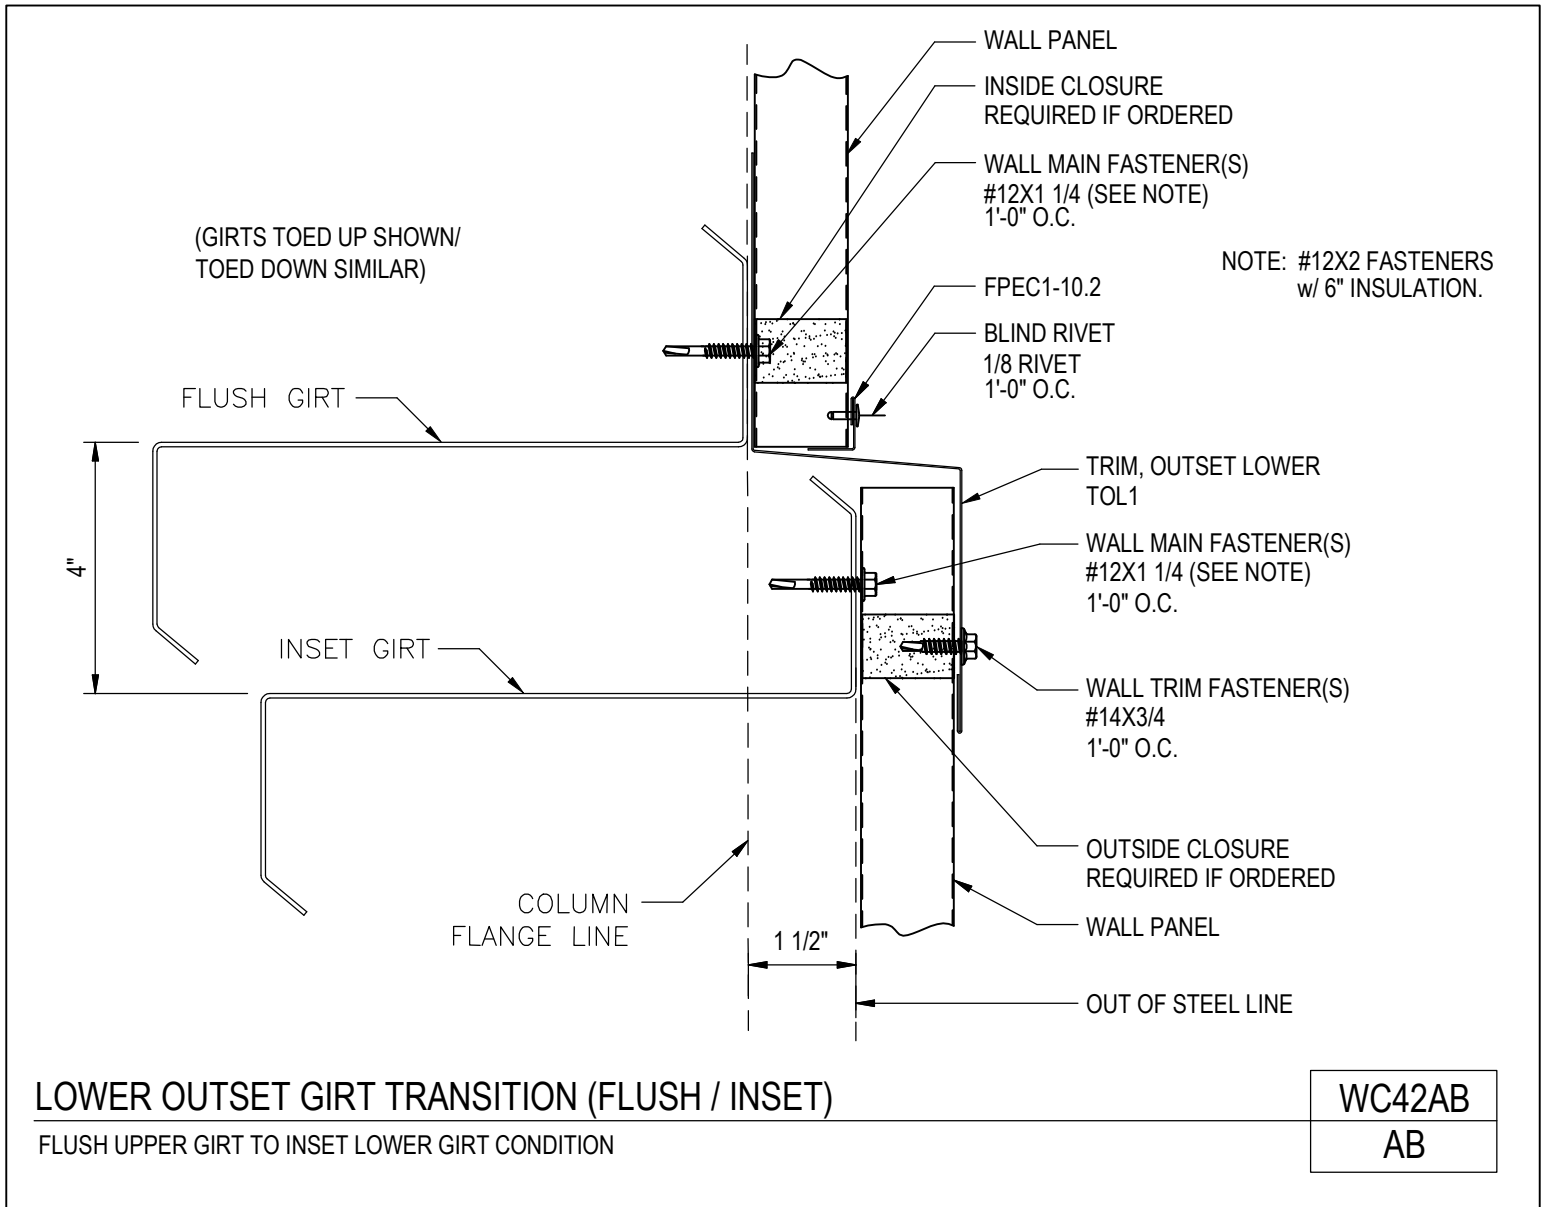 WALL PANEL
INSIDE CLOSURE
REQUIRED IF ORDERED
WALL MAIN FASTENER(S)
#12X1 1/4 (SEE NOTE)
1'-0" O.C.
(GIRTS TOED UP SHOWN/
TOED DOWN SIMILAR)
NOTE: #12X2 FASTENERS
w/ 6" INSULATION.
FPEC1-10.2
BLIND RIVET
1/8 RIVET
1'-0" O.C.
FLUSH GIRT
TRIM, OUTSET LOWER
TOL1
4"
WALL MAIN FASTENER(S)
#12X1 1/4 (SEE NOTE)
1'-0" O.C.
INSET GIRT
WALL TRIM FASTENER(S)
#14X3/4
1'-0" O.C.
OUTSIDE CLOSURE
REQUIRED IF ORDERED
COLUMN
FLANGE LINE
WALL PANEL
1 1/2"
OUT OF STEEL LINE
LOWER OUTSET GIRT TRANSITION (FLUSH / INSET)
FLUSH UPPER GIRT TO INSET LOWER GIRT CONDITION
WC42AB
AB